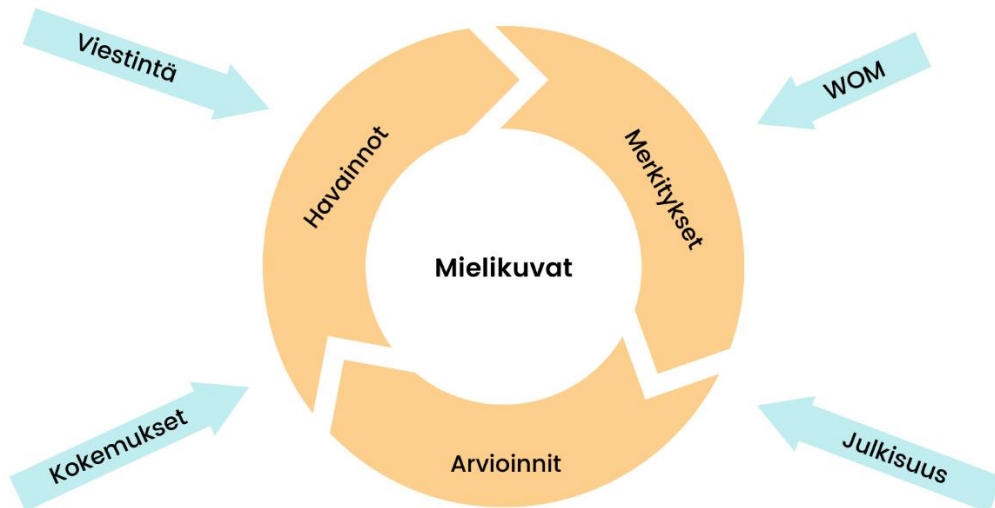 Viestintä
WOM
Havainnot
Merkitykset
Mielikuvat
Kokemukset
Arvioinnit
Julkisuus